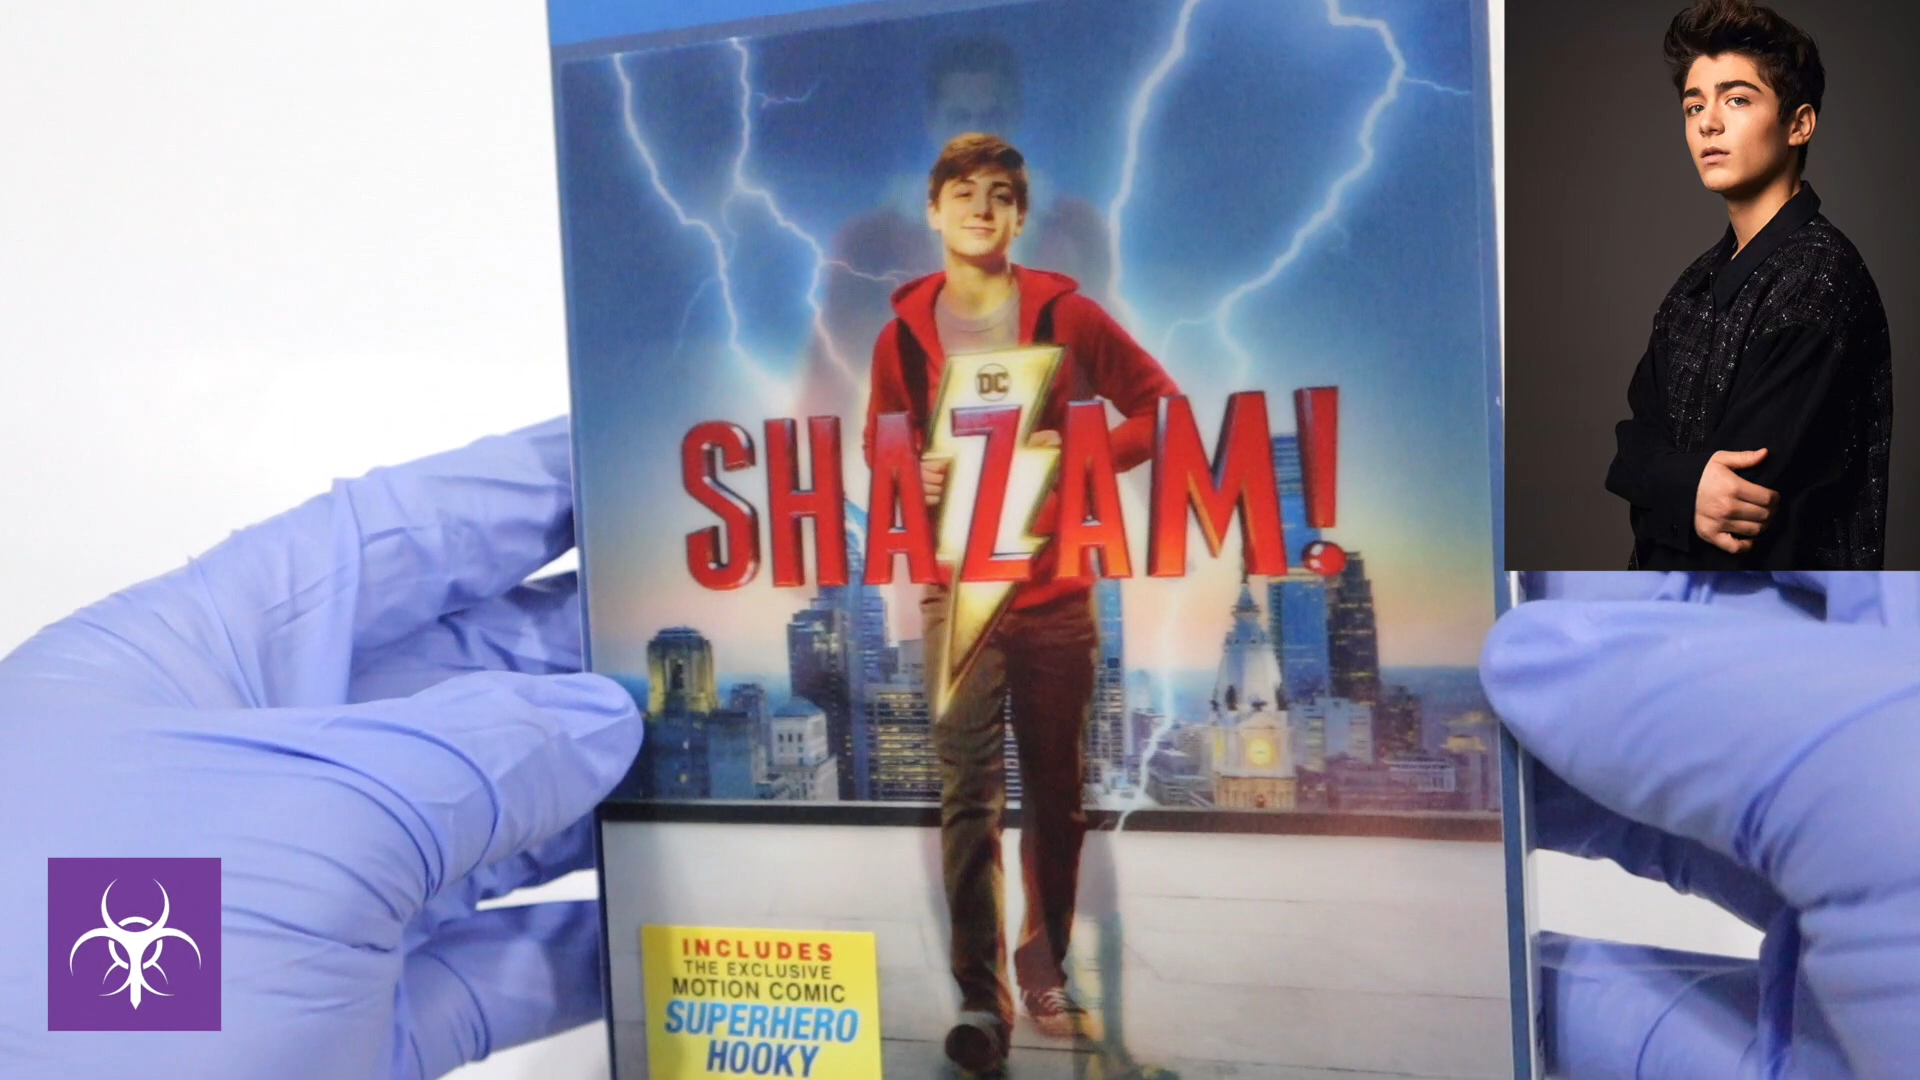 DC
SHAZAM!
INCLUDES
THE EXCLUSIVE
MOTION COMIC
SUPERHERO
HOOKY